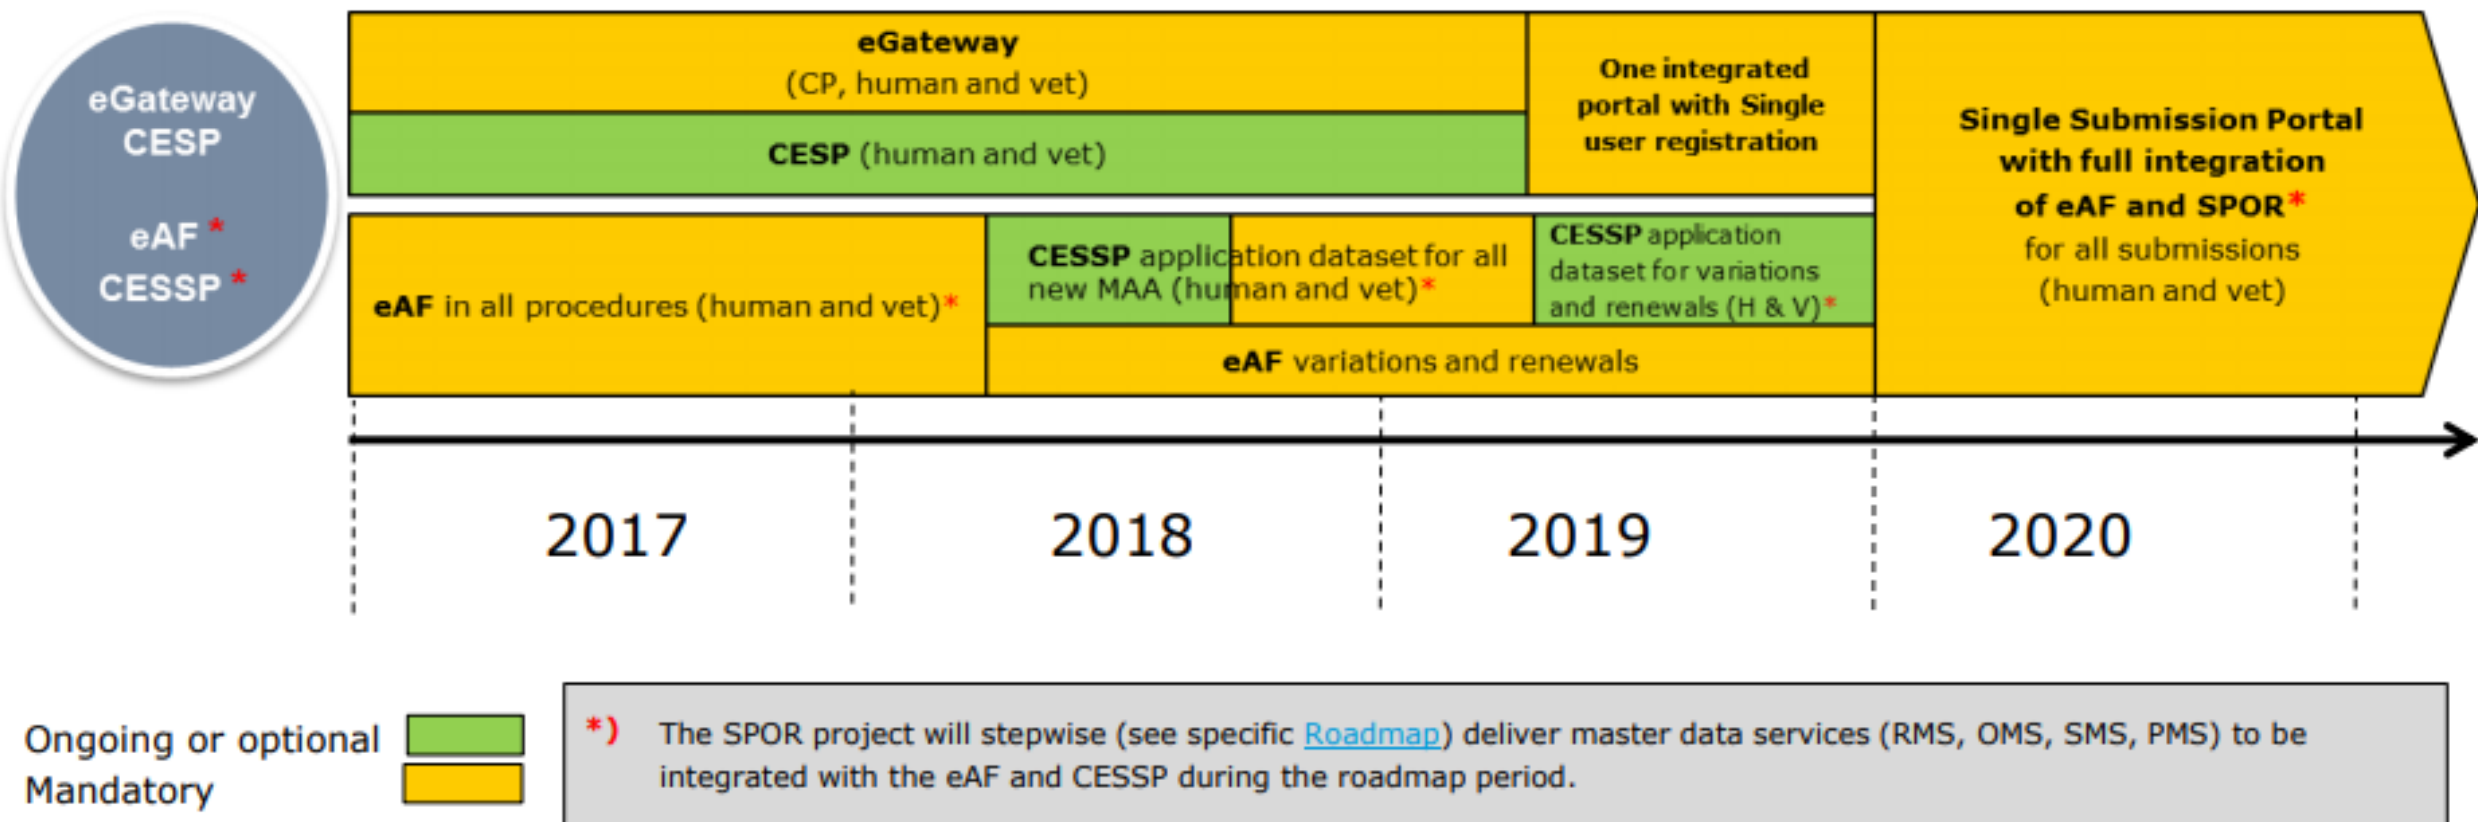 eGateway
CESP
eAF *
CESSP *
eGateway
(CP, human and vet)
CESP (human and vet)
One integrated
portal with Single
user registration
Single Submission Portal
with full integration
of eAF and SPOR*
for all submissions
(human and vet)
eAF in all procedures (human and vet)*
CESSP application dataset for all
new MAA (human and vet)*
CESSP application
dataset for variations
and renewals (H & V)*
eAF variations and renewals
2017
2018
2019
2020
Ongoing or optional
Mandatory
*) The SPOR project will stepwise (see specific Roadmap) deliver master data services (RMS, OMS, SMS, PMS) to be
integrated with the eAF and CESSP during the roadmap period.